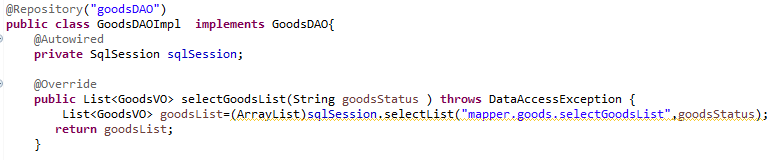 @Repository("goodsDAO")
public class GoodsDAOImpl  implements GoodsDAO{
    @Autowired
    private SqlSession sqlSession;

    @Override
    public List<GoodsVO> selectGoodsList(String goodsStatus ) throws DataAccessException {
        List<GoodsVO> goodsList=(ArrayList)sqlSession.selectList("mapper.goods.selectGoodsList",goodsStatus);
       return goodsList;
    }